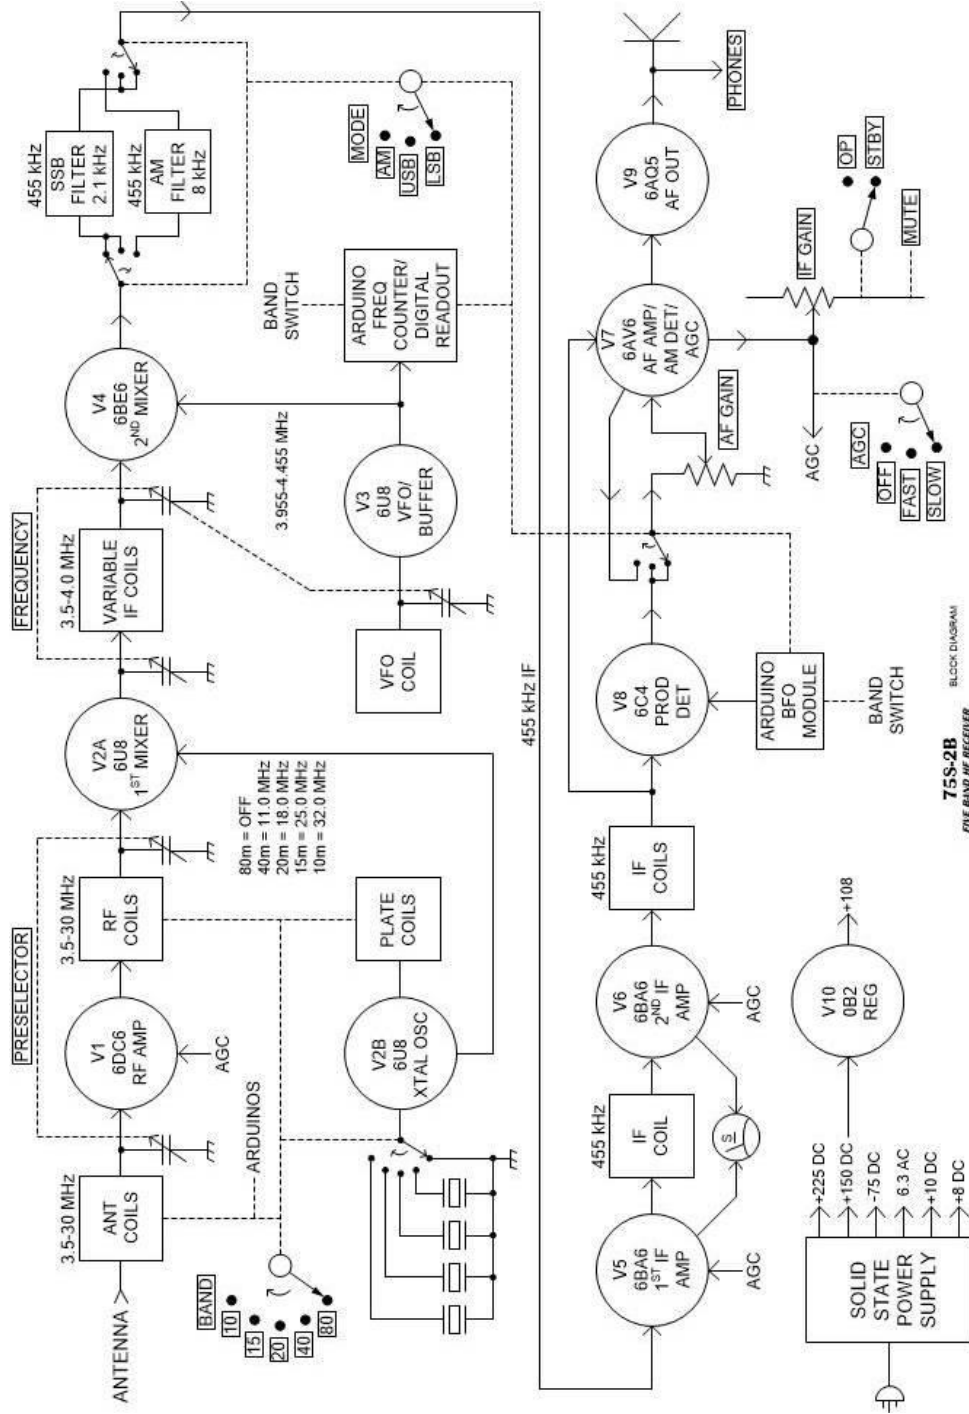 ANTENNA
3.5-30 MHz
ANT
COILS
PRESELECTOR
V1
6DC6
RF AMP
AGC
3.5-30 MHz
RF
COILS
V2A
6U8
1ST MIXER
FREQUENCY
3.5-4.0 MHz
VARIABLE
IF COILS
V4
6BE6
2ND MIXER
455 kHz
SSB
FILTER
2.1 kHz
455 kHz
AM
FILTER
8 kHz
BAND
10
15
20
40
80
ARDUINOS
V2B
6U8
XTAL OSC
PLATE
COILS
80m = OFF
40m = 11.0 MHz
20m = 18.0 MHz
15m = 25.0 MHz
10m = 32.0 MHz
VFO
COIL
V3
6U8
VFO/
BUFFER
3.955-4.455 MHz
BAND
SWITCH
ARDUINO
FREQ
COUNTER/
DIGITAL
READOUT
MODE
AM
USB
LSB
455 kHz IF
V5
6BA6
1ST IF
AMP
AGC
455 kHz
IF
COIL
S
V6
6BA6
2ND IF
AMP
AGC
455 kHz
IF
COILS
V8
6C4
PROD
DET
ARDUINO
BFO
MODULE
BAND
SWITCH
AF GAIN
V7
6AV6
AF AMP/
AM DET/
AGC
V9
6AQ5
AF OUT
PHONES
AGC
AGC
OFF
FAST
SLOW
IF GAIN
OP
STBY
MUTE
SOLID
STATE
POWER
SUPPLY
+225 DC
+150 DC
-75 DC
6.3 AC
+10 DC
+8 DC
V10
0B2
REG
+108
75S-2B
BLOCK DIAGRAM
FIVE BAND HF RECEIVER